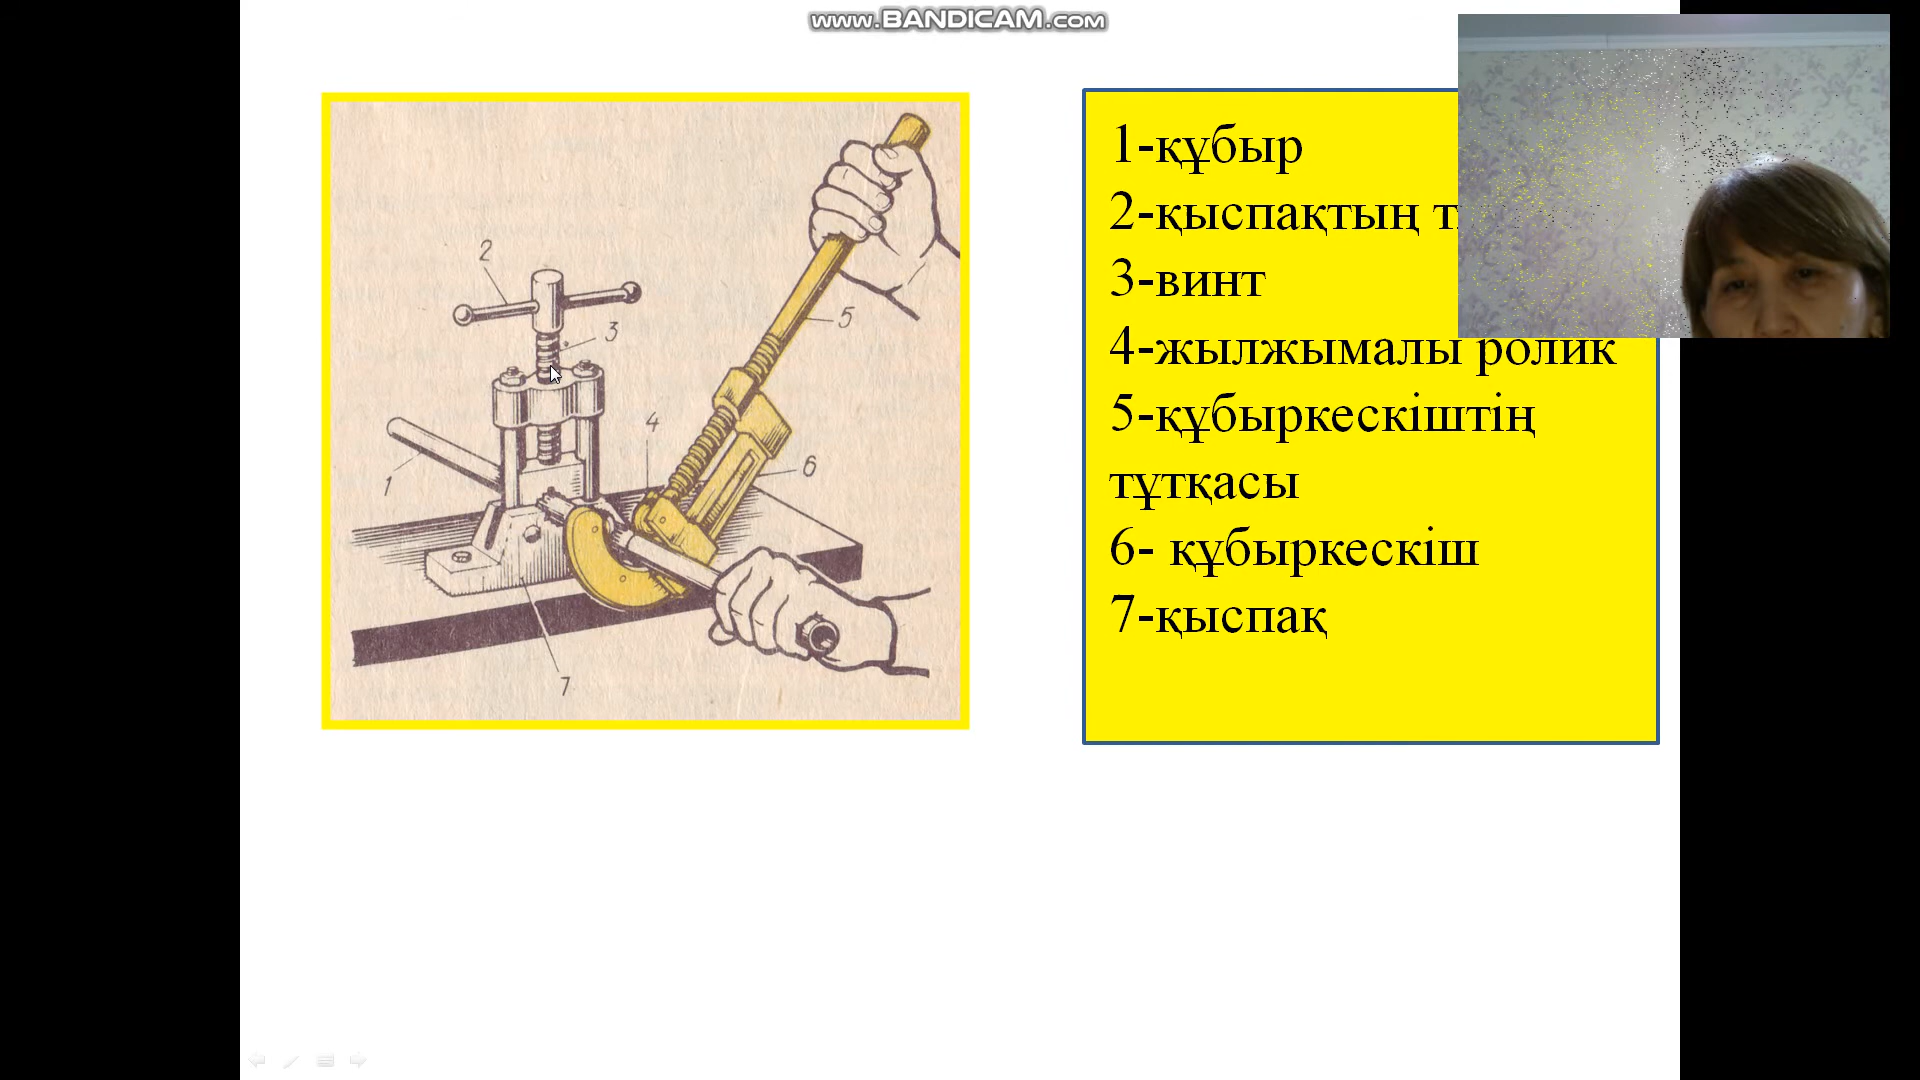 www.BANDICAM.com
1-құбыр
2-қыспақтың
3-винт
4-жылжымалы ролик
5-құбыркескіштің
тұтқасы
6- құбыркескіш
7-қыспақ
2
3
5
4
6
1
7